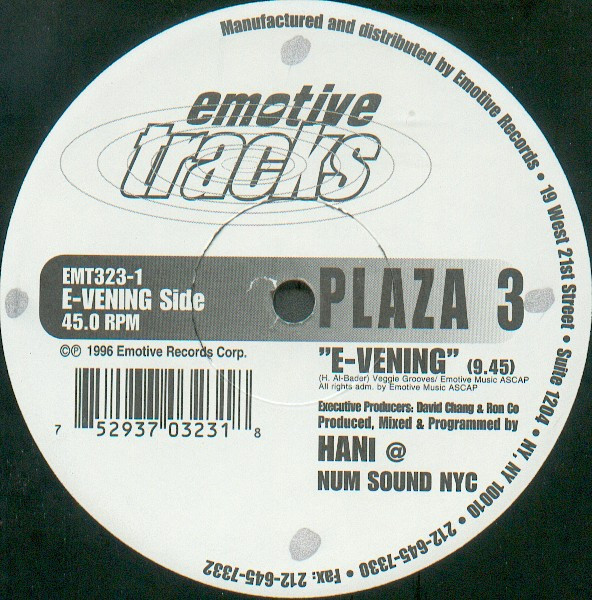 Manufactured and distributed by Emotive Records • 19 West 21st Street • Suite 1204 • NY, NY 10010 • 212-645-7330 • Fax: 212-645-7332
emotive
tracks
EMT323-1
E-VENING Side
45.0 RPM
PLAZA 3
©℗ 1996 Emotive Records Corp.
"E-VENING" (9.45)
(H. Al-Bader) Veggie Grooves/ Emotive Music ASCAP
All rights adm. by Emotive Music ASCAP
Executive Producers: David Chang & Ron Co
Produced, Mixed & Programmed by
HANI @
NUM SOUND NYC
7 52937 03231 8